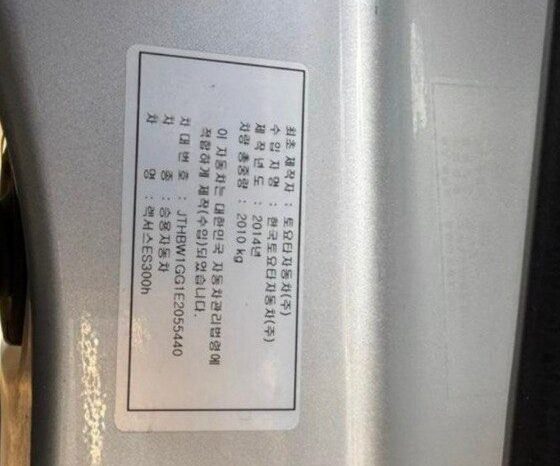 최초 제작자 : 토요타자동차(주)
수 입 자 명 : 한국토요타자동차(주)
제 작 년 도 : 2014년
차량 총중량 : 2010 kg
이 자동차는 대한민국 자동차관리법령에
적합하게 제작(수입)되었습니다.
차 대 번 호 : JTHBW1GG1E2055440
차 종 : 승용자동차
차 명 : 렉서스ES300h